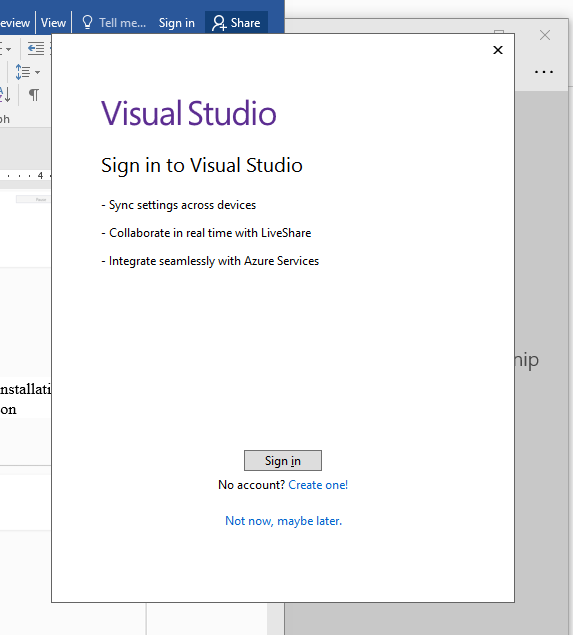 eview View Tell me... Sign in Share
Visual Studio
Sign in to Visual Studio
- Sync settings across devices
- Collaborate in real time with LiveShare
- Integrate seamlessly with Azure Services
ph
4
nip
nstallati
on
Sign in
No account? Create one!
Not now, maybe later.